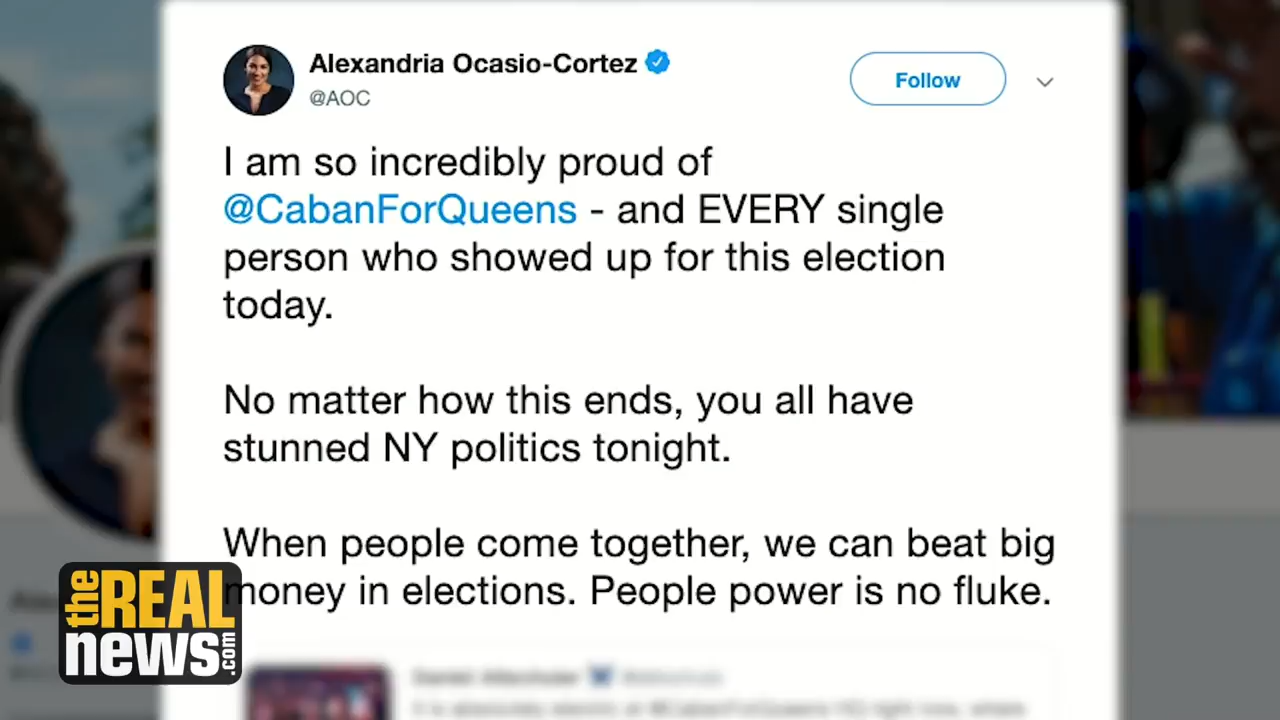 Alexandria Ocasio-Cortez
@AOC
Follow
I am so incredibly proud of
@CabanForQueens - and EVERY single
person who showed up for this election
today.
No matter how this ends, you all have
stunned NY politics tonight.
When people come together, we can beat big
money in elections. People power is no fluke.
the REAL
news.com